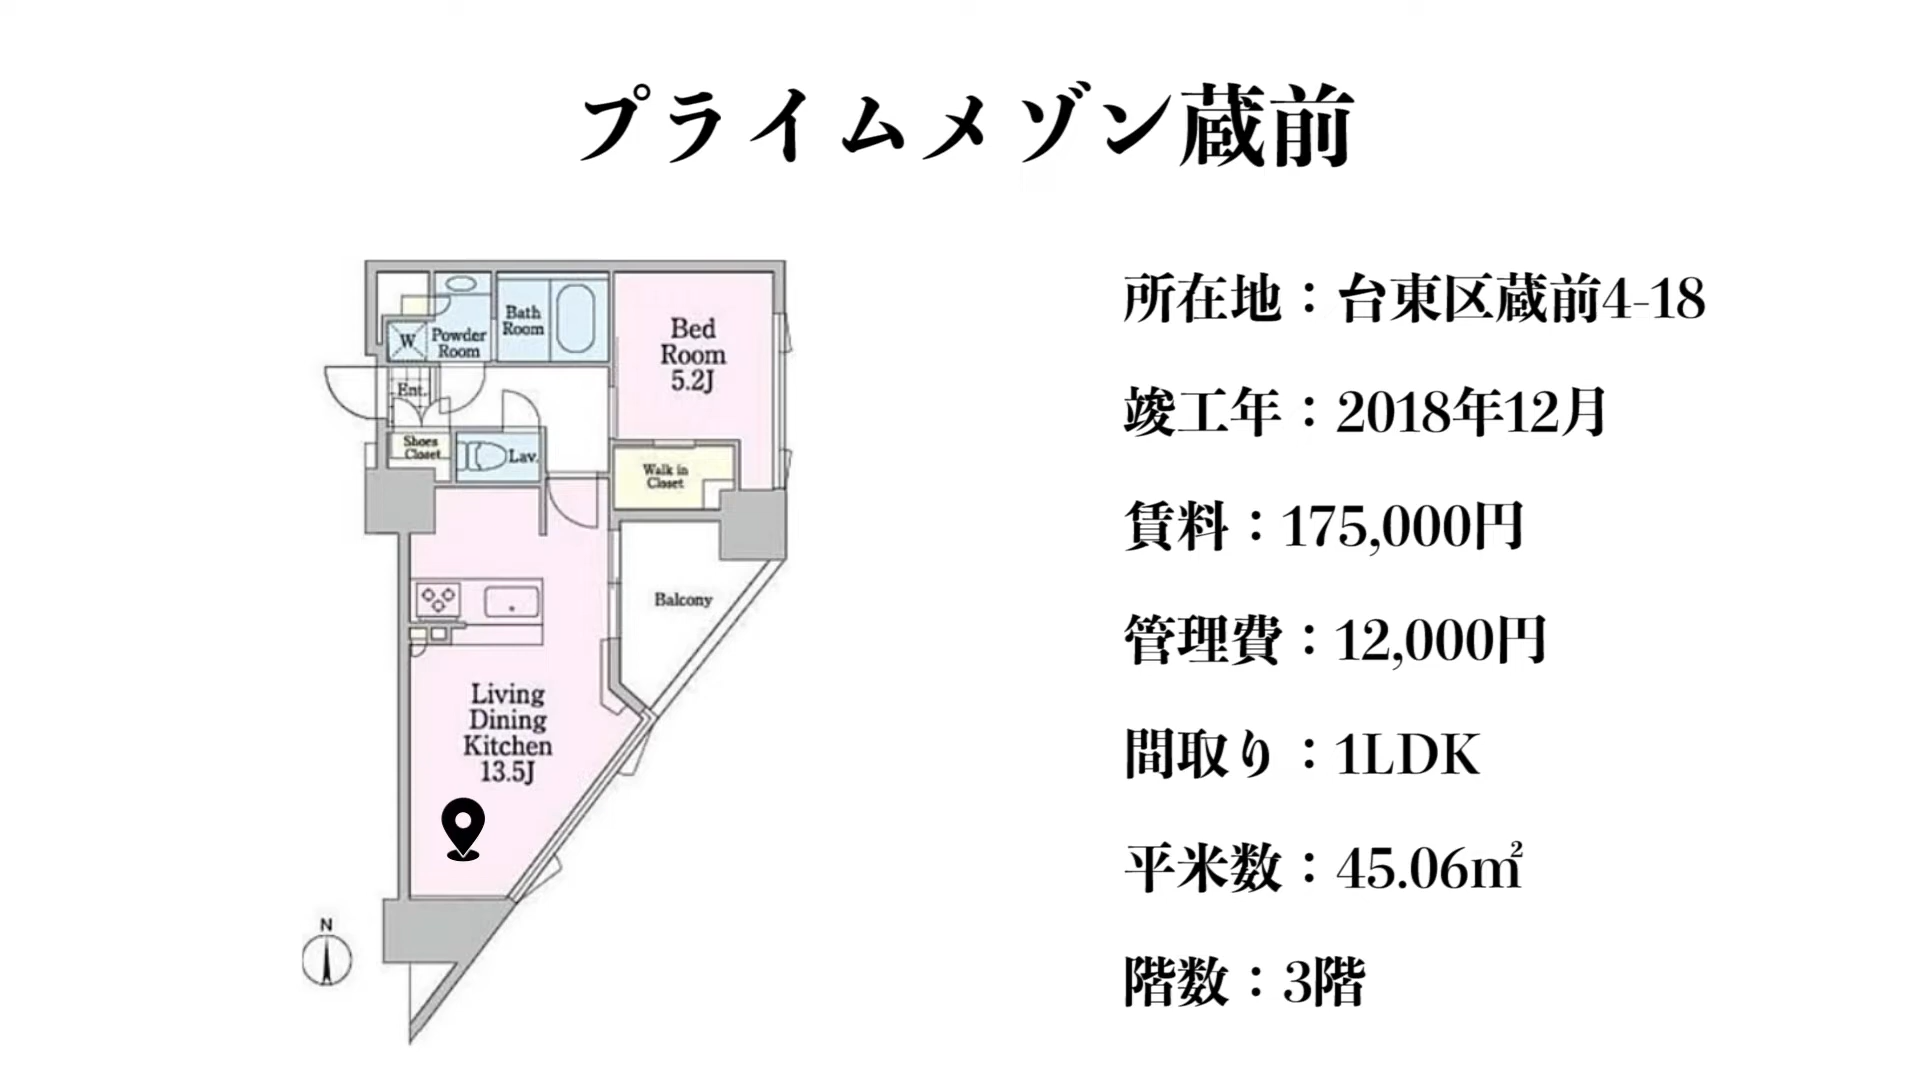 プライムメゾン蔵前
Bath
Room
W
Powder
Room
Bed
Room
5.2J
Ent.
Shoes
Closet
Lav.
Walk in
Closet
Balcony
Living
Dining
Kitchen
13.5J
N
所在地：台東区蔵前4-18
竣工年：2018年12月
賃料：175,000円
管理費：12,000円
間取り：1LDK
平米数：45.06㎡
階数：3階